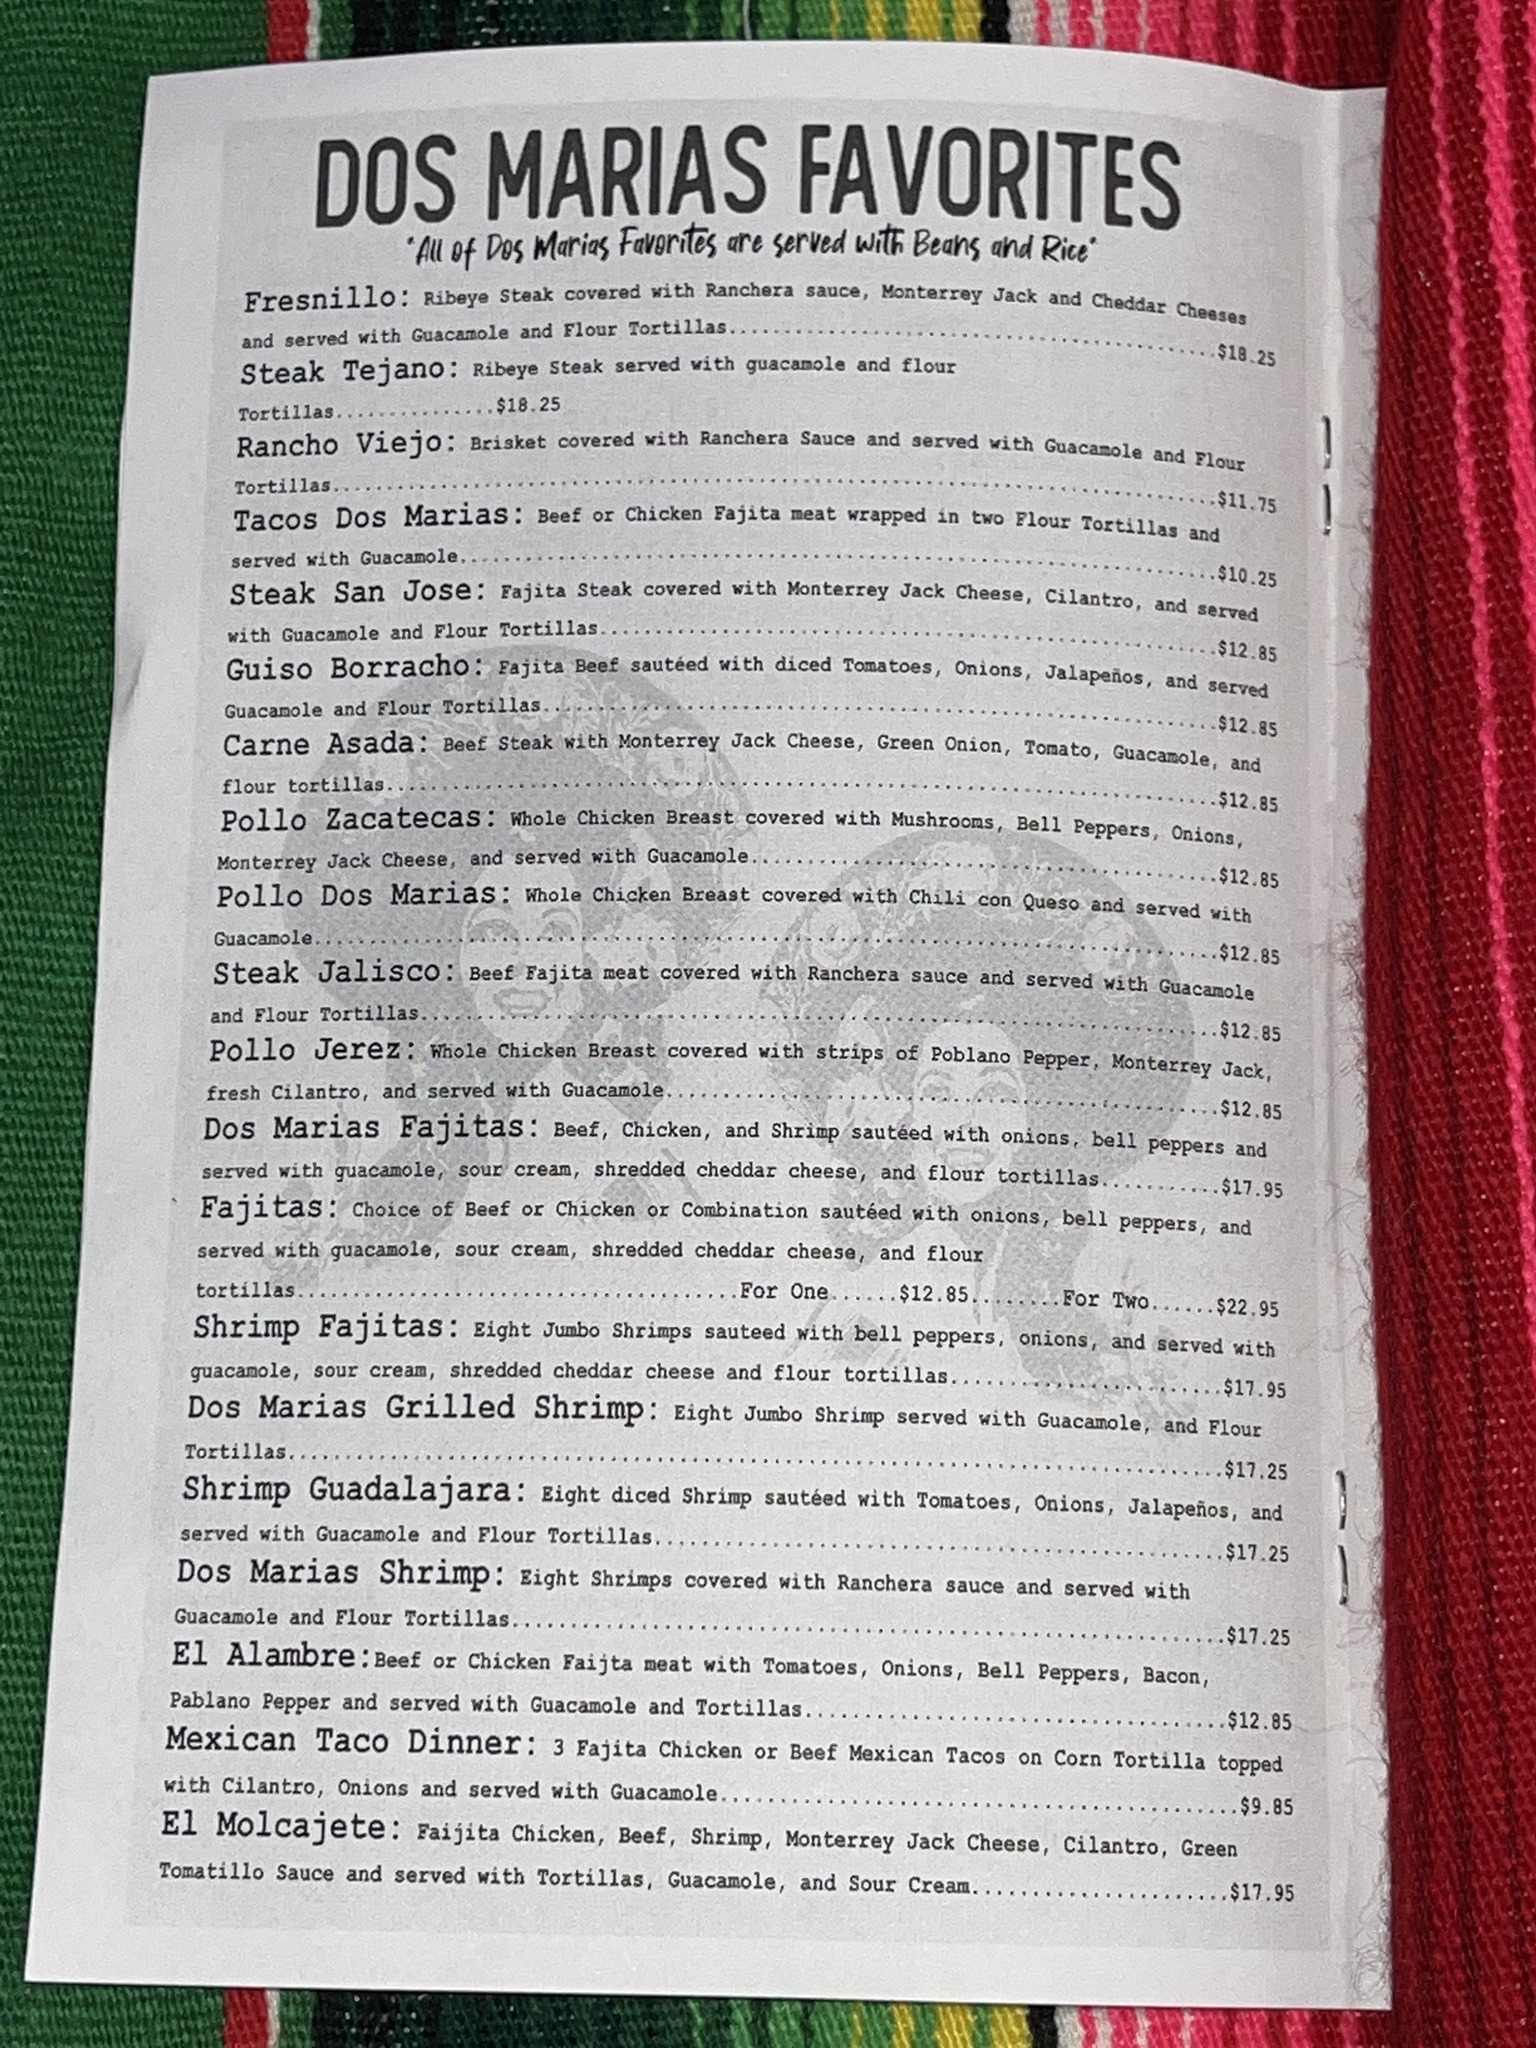 DOS MARIAS FAVORITES
"All of Dos Marias Favorites are served with Beans and Rice"
Fresnillo: Ribeye Steak covered with Ranchera sauce, Monterrey Jack and Cheddar Cheeses
and served with Guacamole and Flour Tortillas..................................................$18.25
Steak Tejano: Ribeye Steak served with guacamole and flour
Tortillas...............$18.25
Rancho Viejo: Brisket covered with Ranchera Sauce and served with Guacamole and Flour
Tortillas..................................................$11.75
Tacos Dos Marias: Beef or Chicken Fajita meat wrapped in two Flour Tortillas and
served with Guacamole..................................................$10.25
Steak San Jose: Fajita Steak covered with Monterrey Jack Cheese, Cilantro, and served
with Guacamole and Flour Tortillas..................................................$12.85
Guiso Borracho: Fajita Beef sautéed with diced Tomatoes, Onions, Jalapeños, and served
Guacamole and Flour Tortillas..................................................$12.85
Carne Asada: Beef Steak with Monterrey Jack Cheese, Green Onion, Tomato, Guacamole, and
flour tortillas..................................................$12.85
Pollo Zacatecas: Whole Chicken Breast covered with Mushrooms, Bell Peppers, Onions,
Monterrey Jack Cheese, and served with Guacamole..................................................$12.85
Pollo Dos Marias: Whole Chicken Breast covered with Chili con Queso and served with
Guacamole..................................................$12.85
Steak Jalisco: Beef Fajita meat covered with Ranchera sauce and served with Guacamole
and Flour Tortillas..................................................$12.85
Pollo Jerez: Whole Chicken Breast covered with strips of Poblano Pepper, Monterrey Jack,
fresh Cilantro, and served with Guacamole..................................................$12.85
Dos Marias Fajitas: Beef, Chicken, and Shrimp sautéed with onions, bell peppers and
served with guacamole, sour cream, shredded cheddar cheese, and flour tortillas...........$17.95
Fajitas: Choice of Beef or Chicken or Combination sautéed with onions, bell peppers, and
served with guacamole, sour cream, shredded cheddar cheese, and flour
tortillas........................................For One......$12.85........For Two......$22.95
Shrimp Fajitas: Eight Jumbo Shrimps sauteed with bell peppers, onions, and served with
guacamole, sour cream, shredded cheddar cheese and flour tortillas.........................$17.95
Dos Marias Grilled Shrimp: Eight Jumbo Shrimp served with Guacamole, and Flour
Tortillas..................................................$17.25
Shrimp Guadalajara: Eight diced Shrimp sautéed with Tomatoes, Onions, Jalapeños, and
served with Guacamole and Flour Tortillas..................................................$17.25
Dos Marias Shrimp: Eight Shrimps covered with Ranchera sauce and served with
Guacamole and Flour Tortillas..................................................$17.25
El Alambre:Beef or Chicken Faijta meat with Tomatoes, Onions, Bell Peppers, Bacon,
Pablano Pepper and served with Guacamole and Tortillas........................................$12.85
Mexican Taco Dinner: 3 Fajita Chicken or Beef Mexican Tacos on Corn Tortilla topped
with Cilantro, Onions and served with Guacamole..................................................$9.85
El Molcajete: Faijita Chicken, Beef, Shrimp, Monterrey Jack Cheese, Cilantro, Green
Tomatillo Sauce and served with Tortillas, Guacamole, and Sour Cream.......................$17.95